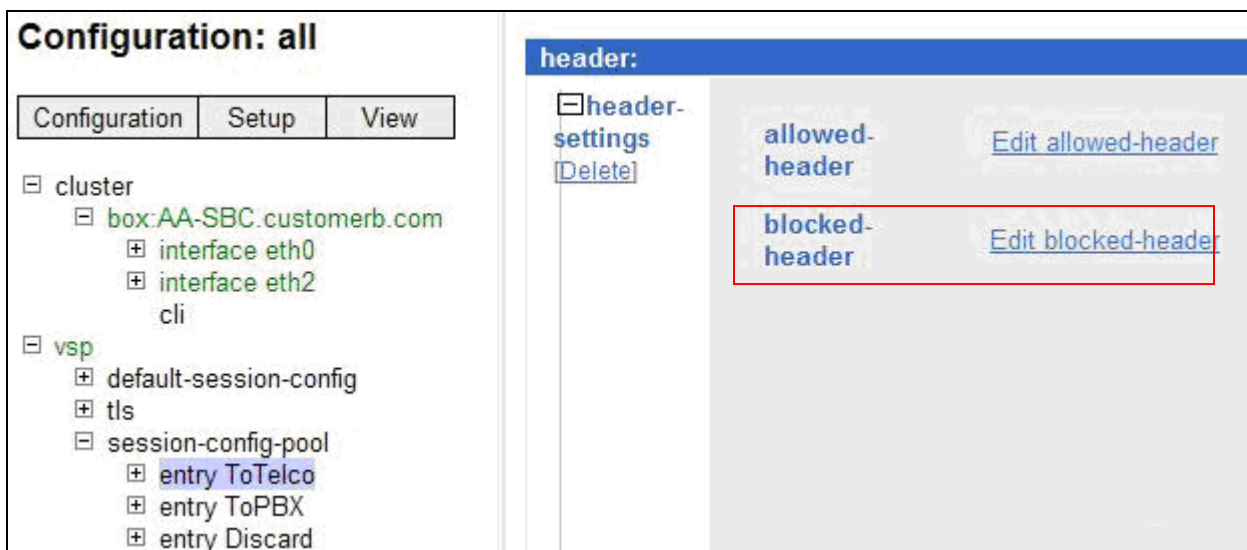 Configuration: all
Configuration Setup View
cluster
box:AA-SBC.customerb.com
interface eth0
interface eth2
cli
vsp
default-session-config
tls
session-config-pool
entry ToTelco
entry ToPBX
entry Discard
header:
header-
settings
[Delete]
allowed-
header
Edit allowed-header
blocked-
header
Edit blocked-header